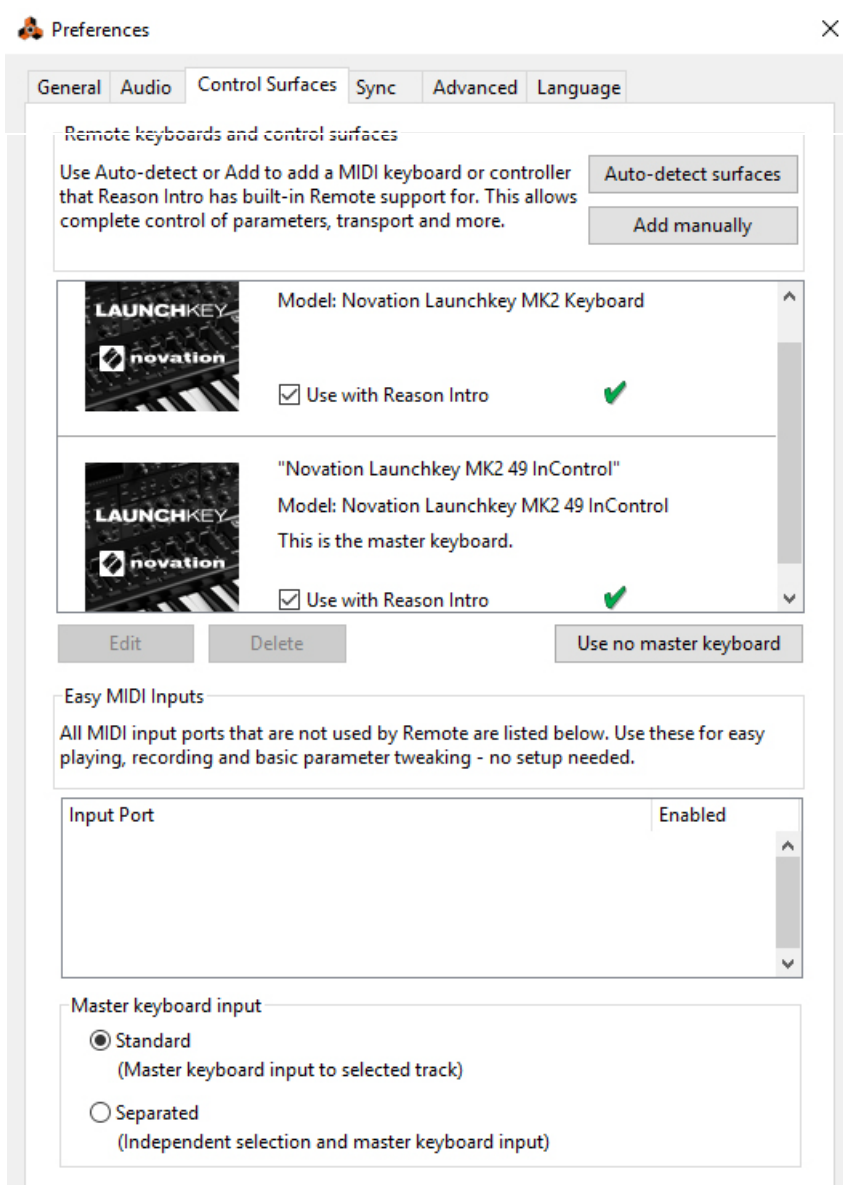 Preferences
General Audio Control Surfaces Sync Advanced Language
Remote keyboards and control surfaces
Use Auto-detect or Add to add a MIDI keyboard or controller
that Reason Intro has built-in Remote support for. This allows
complete control of parameters, transport and more.
Auto-detect surfaces
Add manually
LAUNCHKEY
novation
Model: Novation Launchkey MK2 Keyboard
Use with Reason Intro
LAUNCHKEY
novation
"Novation Launchkey MK2 49 InControl"
Model: Novation Launchkey MK2 49 InControl
This is the master keyboard.
Use with Reason Intro
Edit Delete Use no master keyboard
Easy MIDI Inputs
All MIDI input ports that are not used by Remote are listed below. Use these for easy
playing, recording and basic parameter tweaking - no setup needed.
Input Port Enabled
Master keyboard input
Standard
(Master keyboard input to selected track)
Separated
(Independent selection and master keyboard input)